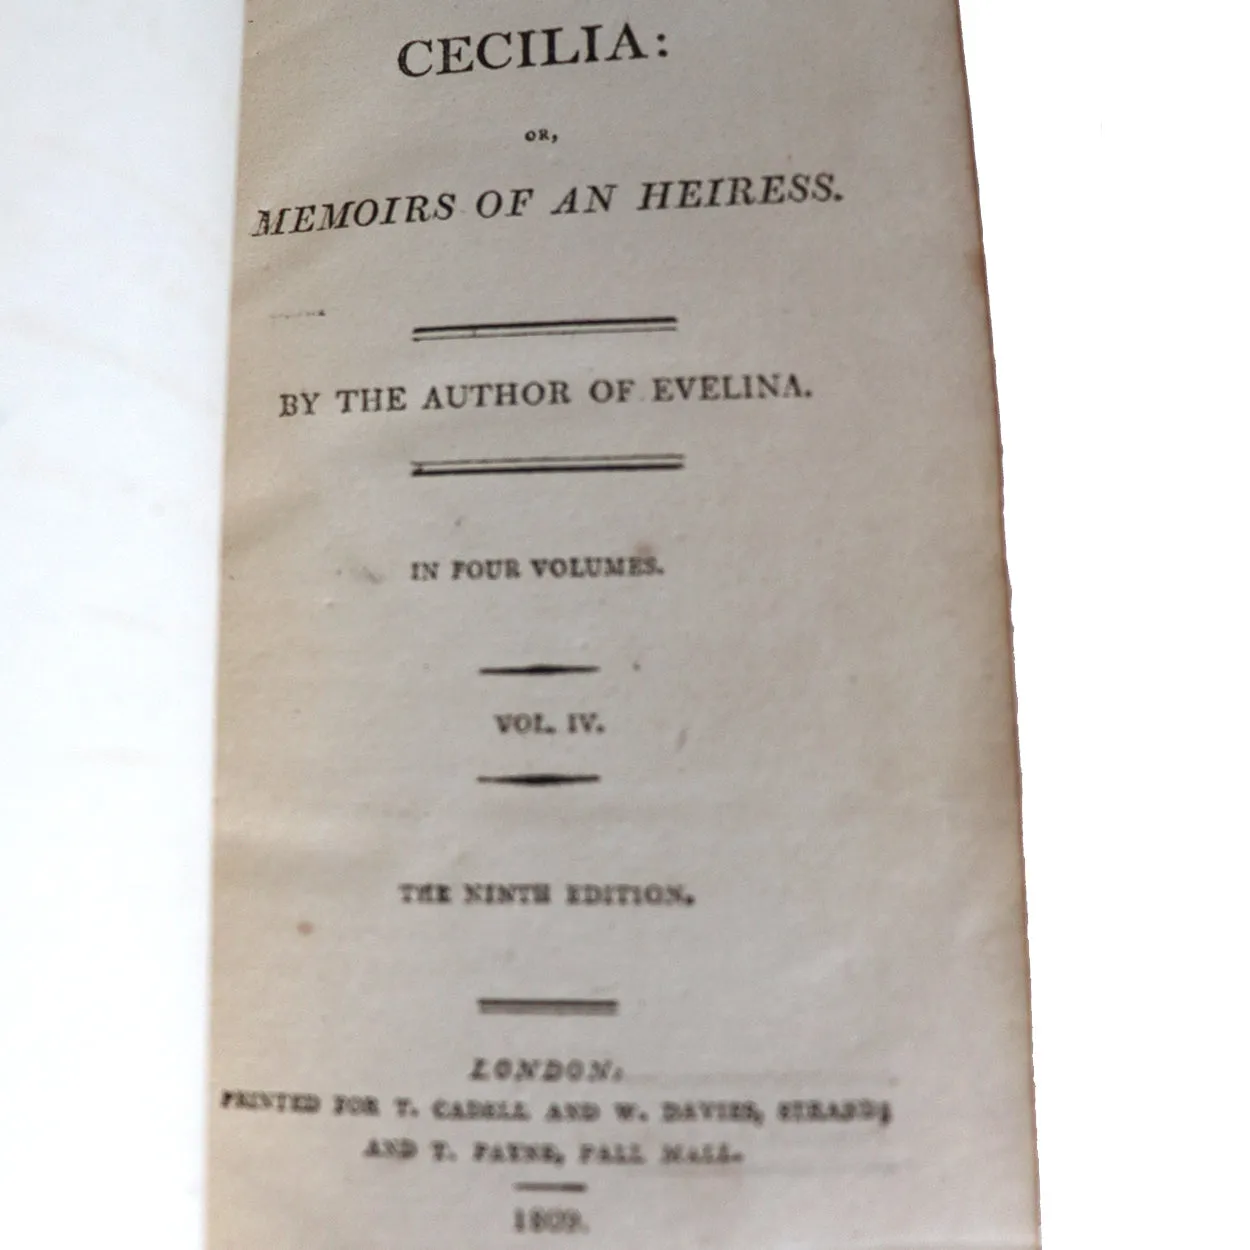 CECILIA:
OR,
MEMOIRS OF AN HEIRESS.
BY THE AUTHOR OF EVELINA.
IN FOUR VOLUMES.
VOL. IV.
THE NINTH EDITION.
LONDON:
PRINTED FOR T. CADELL AND W. DAVIES, STRAND;
AND T. PAYNE, PALL MALL.
1809.